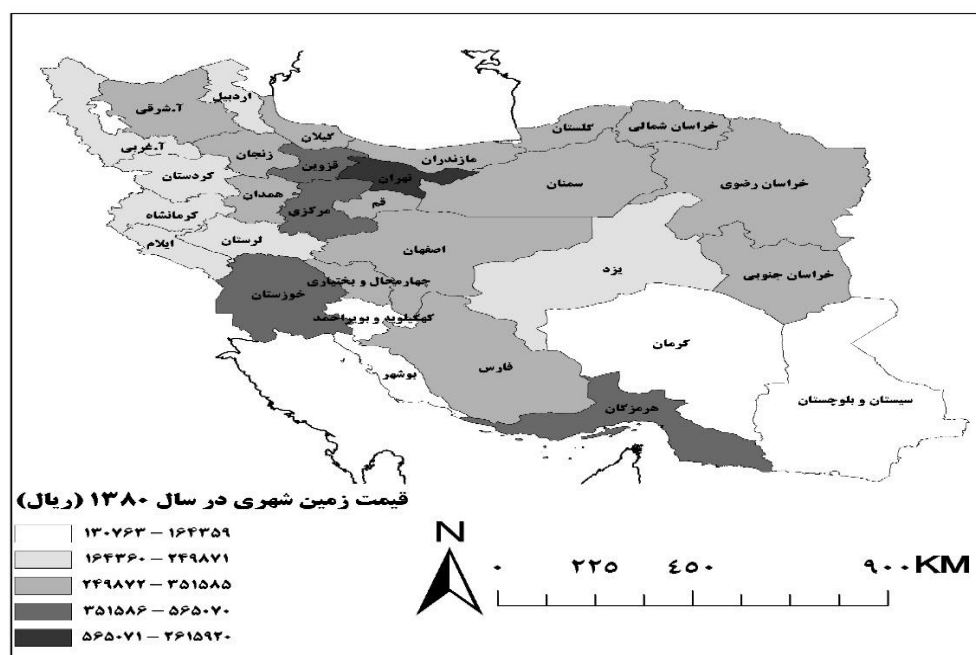 اردبیل
آ.شرقی
گیلان
گلستان
خراسان شمالی
آ.غربی
زنجان
قزوین
مازندران
تهران
کردستان
همدان
مرکزی
قم
سمنان
خراسان رضوی
کرمانشاه
لرستان
اصفهان
ایلام
یزد
خراسان جنوبی
چهارمحال و بختیاری
خوزستان
کهگیلویه و بویراحمد
کرمان
فارس
بوشهر
سیستان و بلوچستان
هرمزگان
قیمت زمین شهری در سال ۱۳۸۰ (ریال)
۱۳۰۷۶۳ – ۱۶۴۳۵۹
۱۶۴۳۶۰ – ۲۴۹۸۷۱
۲۴۹۸۷۲ – ۳۵۱۵۸۵
۳۵۱۵۸۶ – ۵۶۵۰۷۰
۵۶۵۰۷۱ – ۲۶۱۵۹۲۰
N
۰ ۲۲۵ ۴۵۰ ۹۰۰ KM